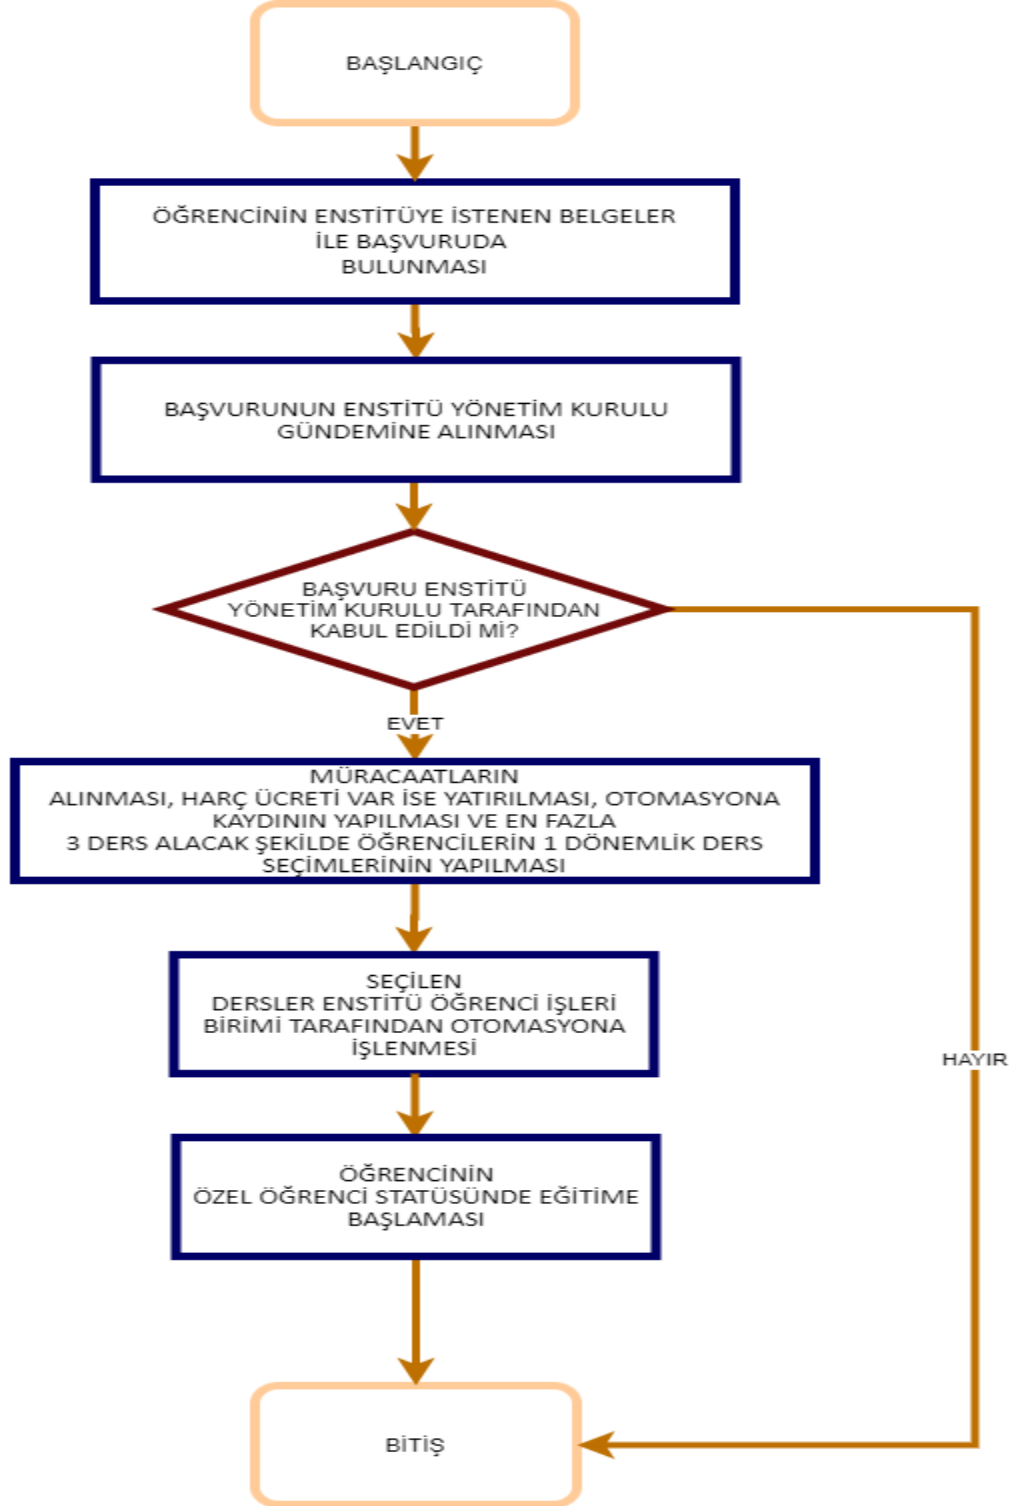 BAŞLANGIÇ
ÖĞRENCİNİN ENSTİTÜYE İSTENEN BELGELER
İLE BAŞVURUDA
BULUNMASI
BAŞVURUNUN ENSTİTÜ YÖNETİM KURULU
GÜNDEMİNE ALINMASI
BAŞVURU ENSTİTÜ
YÖNETİM KURULU TARAFINDAN
KABUL EDİLDİ Mİ?
EVET
MÜRACAATLARIN
ALINMASI, HARÇ ÜCRETİ VAR İSE YATIRILMASI, OTOMASYONA
KAYDININ YAPILMASI VE EN FAZLA
3 DERS ALACAK ŞEKİLDE ÖĞRENCİLERİN 1 DÖNEMLİK DERS
SEÇİMLERİNİN YAPILMASI
SEÇİLEN
DERSLER ENSTİTÜ ÖĞRENCİ İŞLERİ
BİRİMİ TARAFINDAN OTOMASYONA
İŞLENMESİ
HAYIR
ÖĞRENCİNİN
ÖZEL ÖĞRENCİ STATÜSÜNDE EĞİTİME
BAŞLAMASI
BİTİŞ